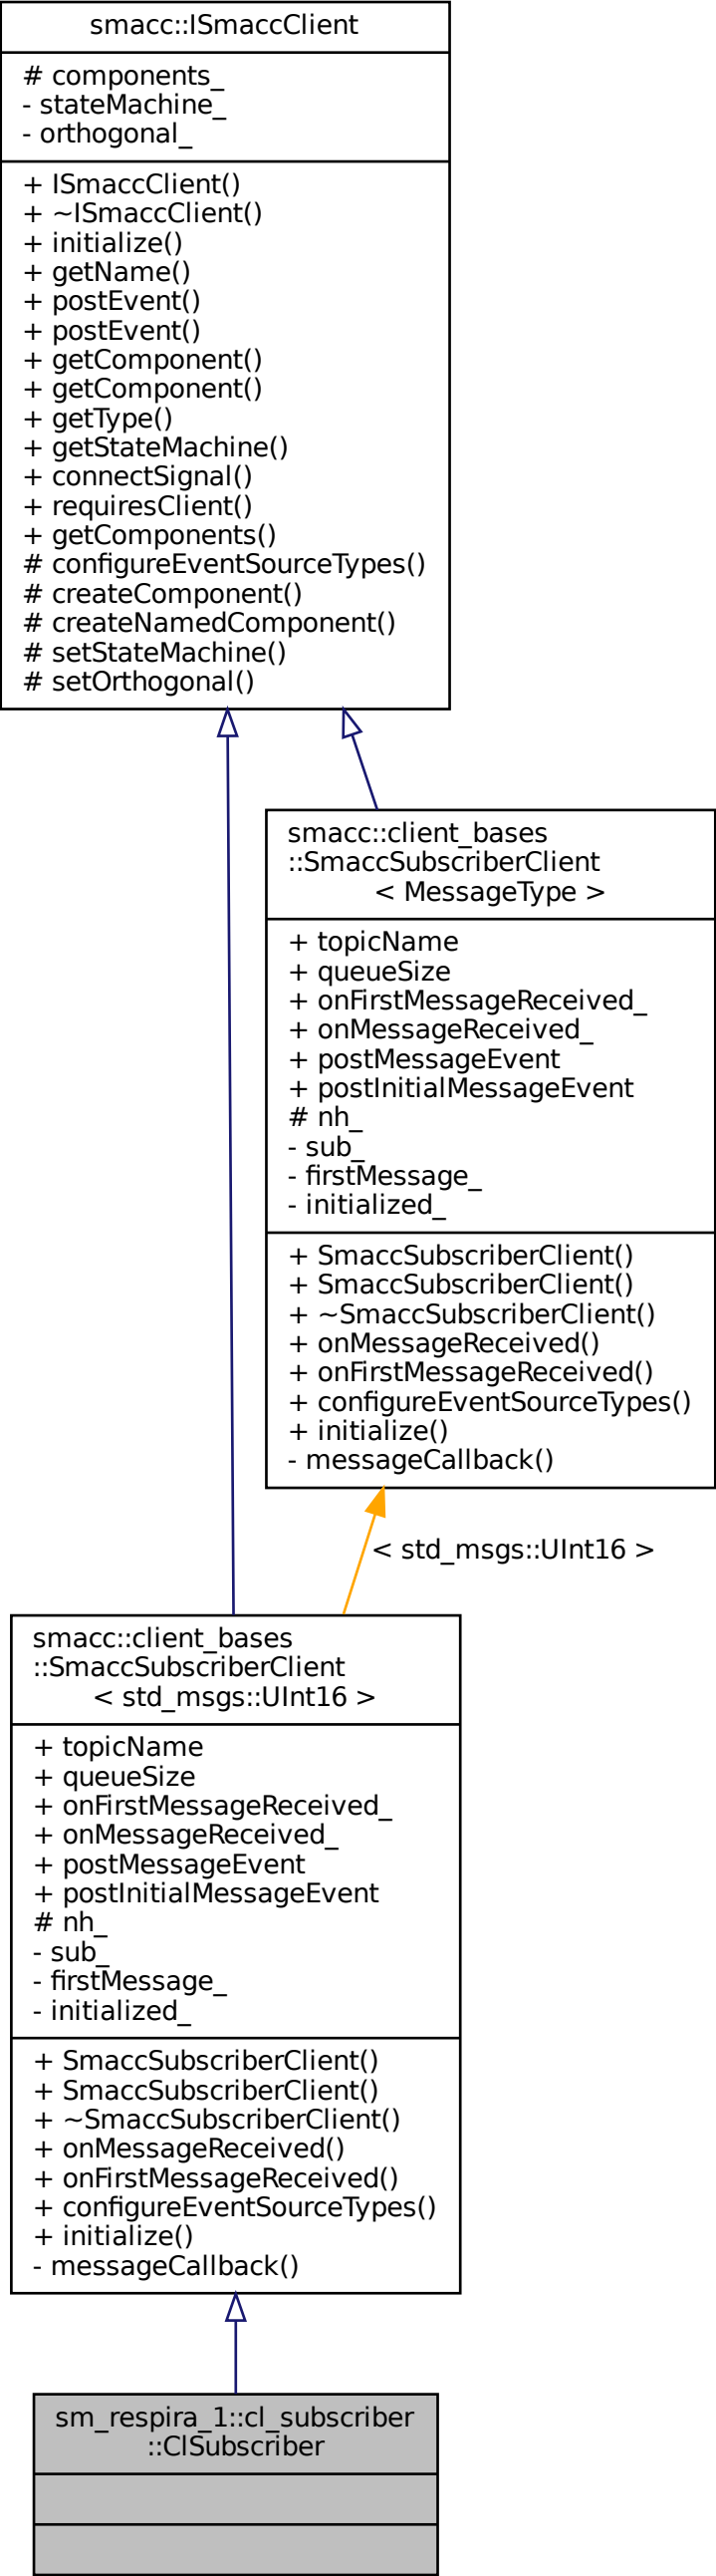 smacc::ISmaccClient
# components_
- stateMachine_
- orthogonal_
+ ISmaccClient()
+ ~ISmaccClient()
+ initialize()
+ getName()
+ postEvent()
+ postEvent()
+ getComponent()
+ getComponent()
+ getType()
+ getStateMachine()
+ connectSignal()
+ requiresClient()
+ getComponents()
# configureEventSourceTypes()
# createComponent()
# createNamedComponent()
# setStateMachine()
# setOrthogonal()
smacc::client_bases
::SmaccSubscriberClient
< MessageType >
+ topicName
+ queueSize
+ onFirstMessageReceived_
+ onMessageReceived_
+ postMessageEvent
+ postInitialMessageEvent
# nh_
- sub_
- firstMessage_
- initialized_
+ SmaccSubscriberClient()
+ SmaccSubscriberClient()
+ ~SmaccSubscriberClient()
+ onMessageReceived()
+ onFirstMessageReceived()
+ configureEventSourceTypes()
+ initialize()
- messageCallback()
< std_msgs::UInt16 >
smacc::client_bases
::SmaccSubscriberClient
< std_msgs::UInt16 >
+ topicName
+ queueSize
+ onFirstMessageReceived_
+ onMessageReceived_
+ postMessageEvent
+ postInitialMessageEvent
# nh_
- sub_
- firstMessage_
- initialized_
+ SmaccSubscriberClient()
+ SmaccSubscriberClient()
+ ~SmaccSubscriberClient()
+ onMessageReceived()
+ onFirstMessageReceived()
+ configureEventSourceTypes()
+ initialize()
- messageCallback()
sm_respira_1::cl_subscriber
::ClSubscriber